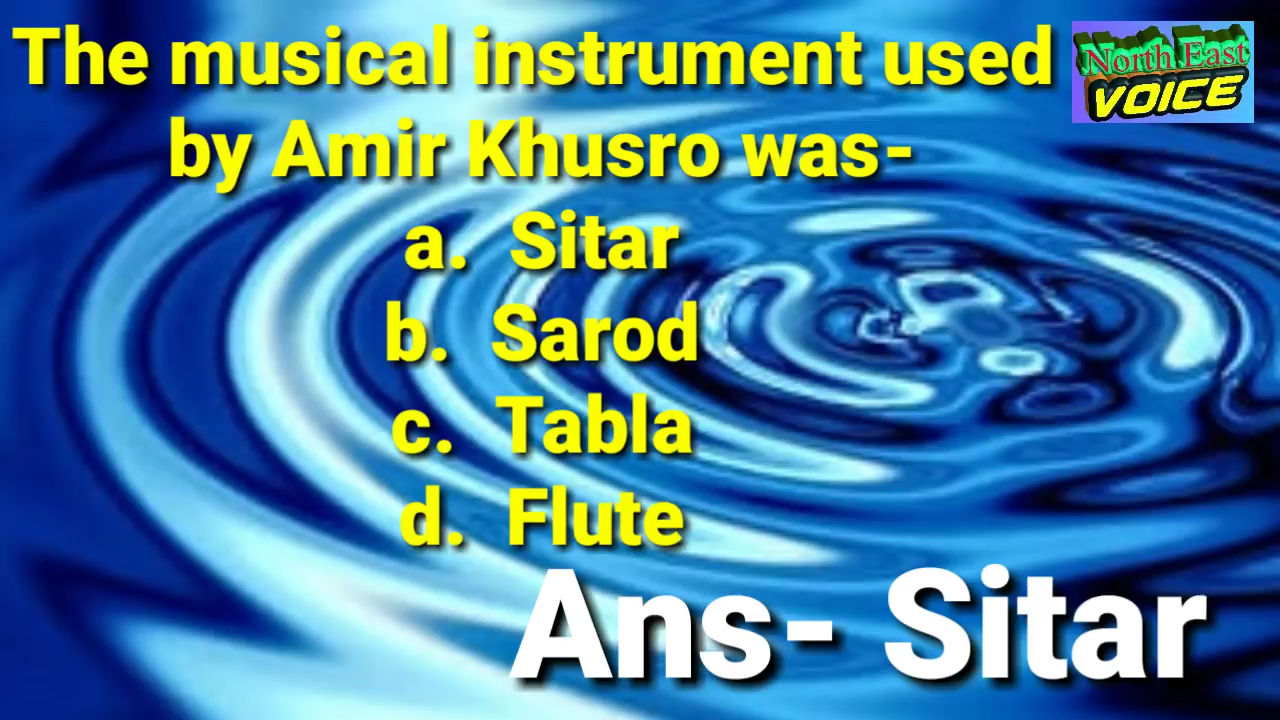 The musical instrument used
by Amir Khusro was-
a. Sitar
b. Sarod
c. Tabla
d. Flute
Ans- Sitar
North East
VOICE